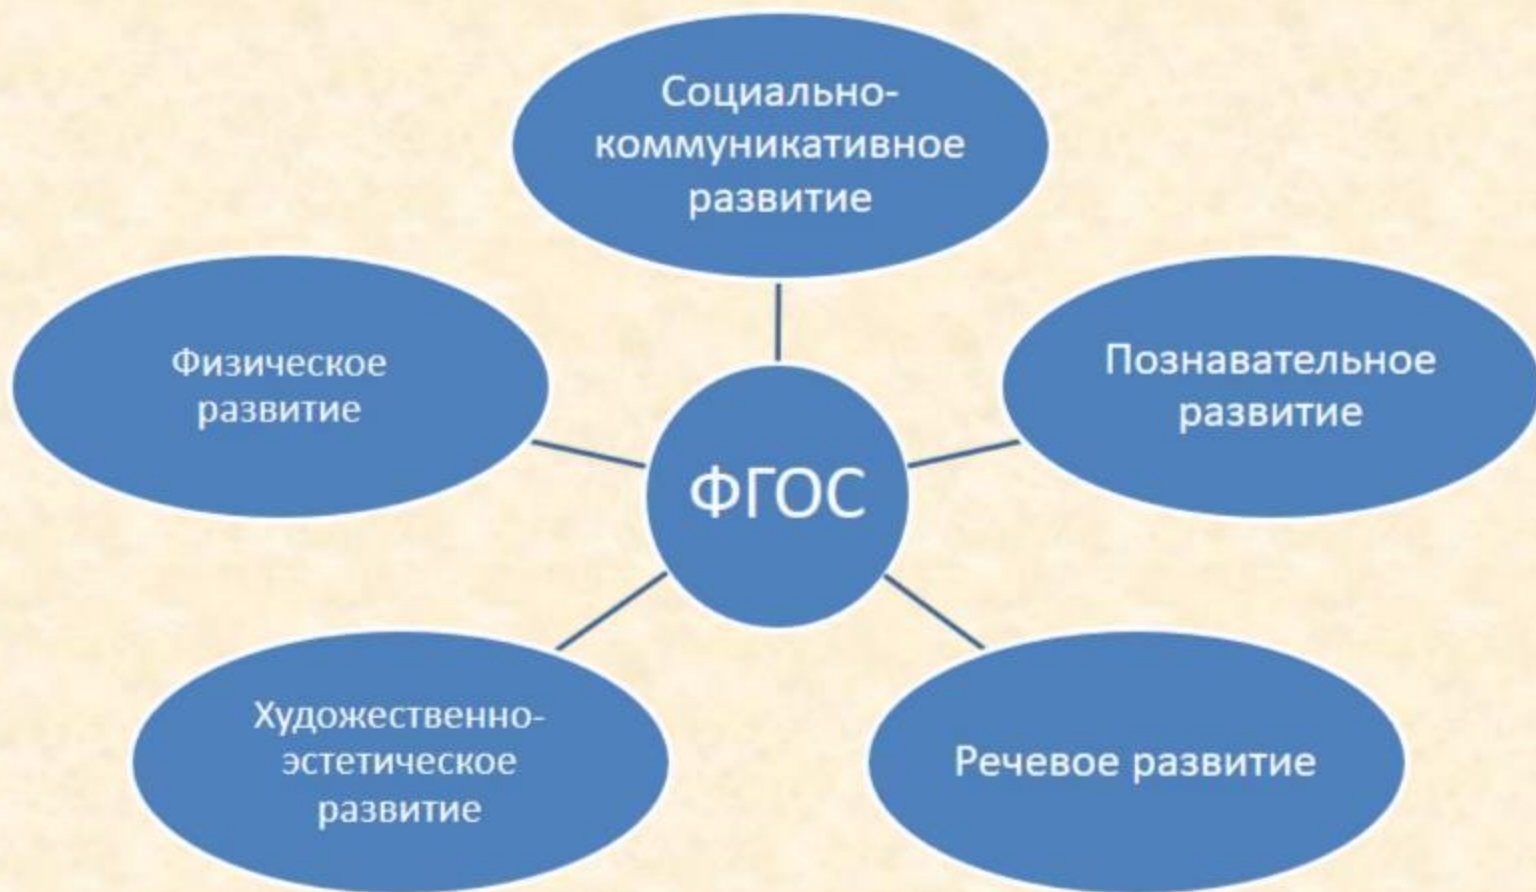 Социально-
коммуникативное
развитие
Физическое
развитие
Познавательное
развитие
ФГОС
Художественно-
эстетическое
развитие
Речевое развитие